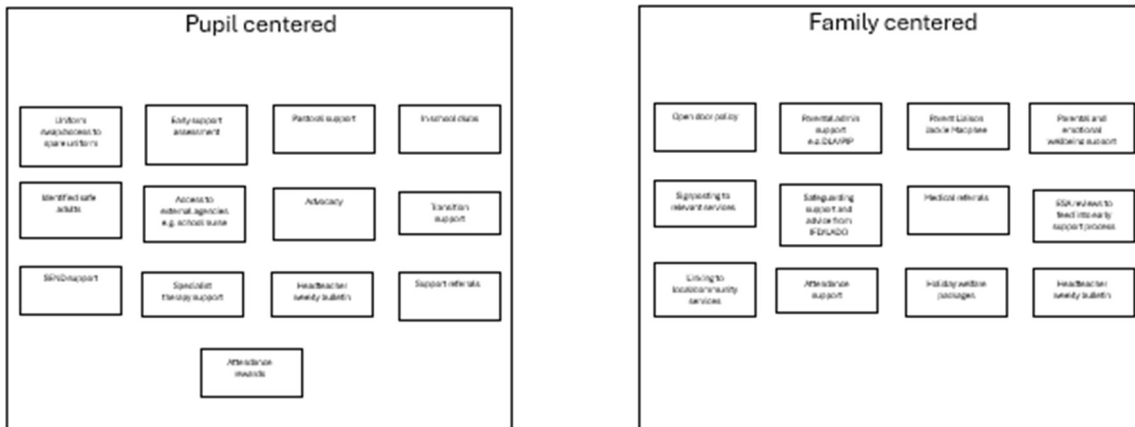 Pupil centered
Uniform
swap/access to
spare uniform
Early support
assessment
Pastoral support
In school clubs
Identified safe
adults
Access to
external agencies
e.g. school nurse
Advocacy
Transition
support
SEND support
Specialist
therapy support
Headteacher
weekly bulletin
Support referrals
Attendance
rewards
Family centered
Open door policy
Parental admin
support
e.g. DLA/PIP
Parent Liaison
Jackie Macphee
Parental and
emotional
wellbeing support
Signposting to
relevant services
Safeguarding
support and
advice from
Medical referrals
ESA reviews to
feed into early
support process
Linking to
local community
services
Attendance
support
Holiday welfare
packages
Headteacher
weekly bulletin